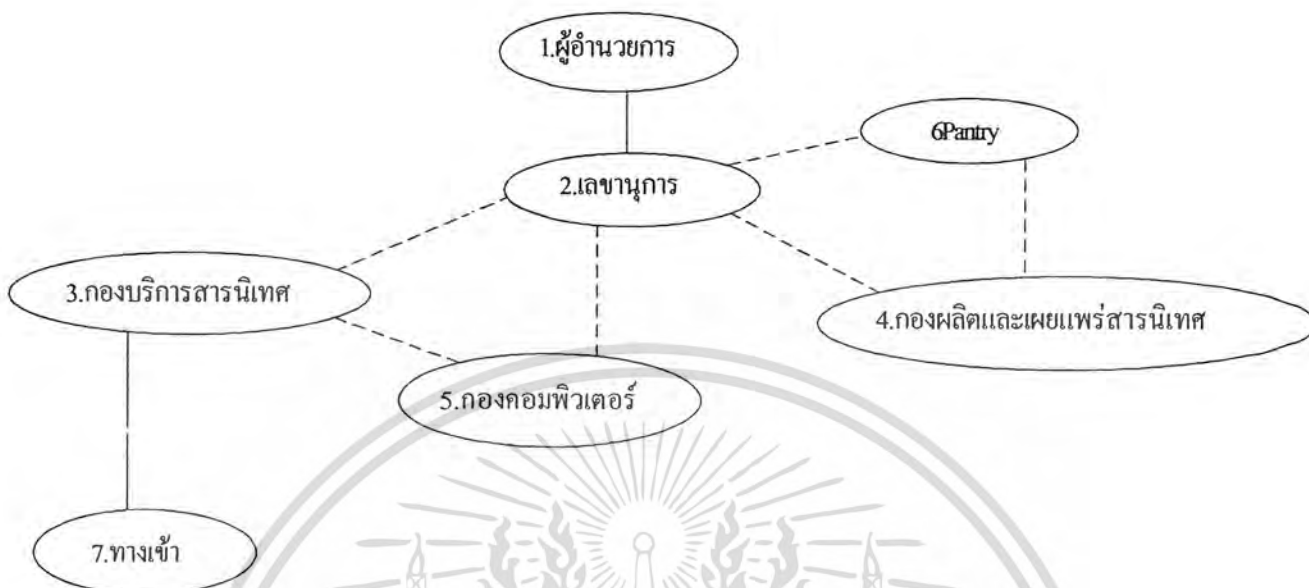 1.ผู้อำนวยการ
6Pantry
2.เลขานุการ
3.กองบริการสารนิเทศ
4.กองผลิตและเผยแพร่สารนิเทศ
5.กองคอมพิวเตอร์
7.ทางเข้า